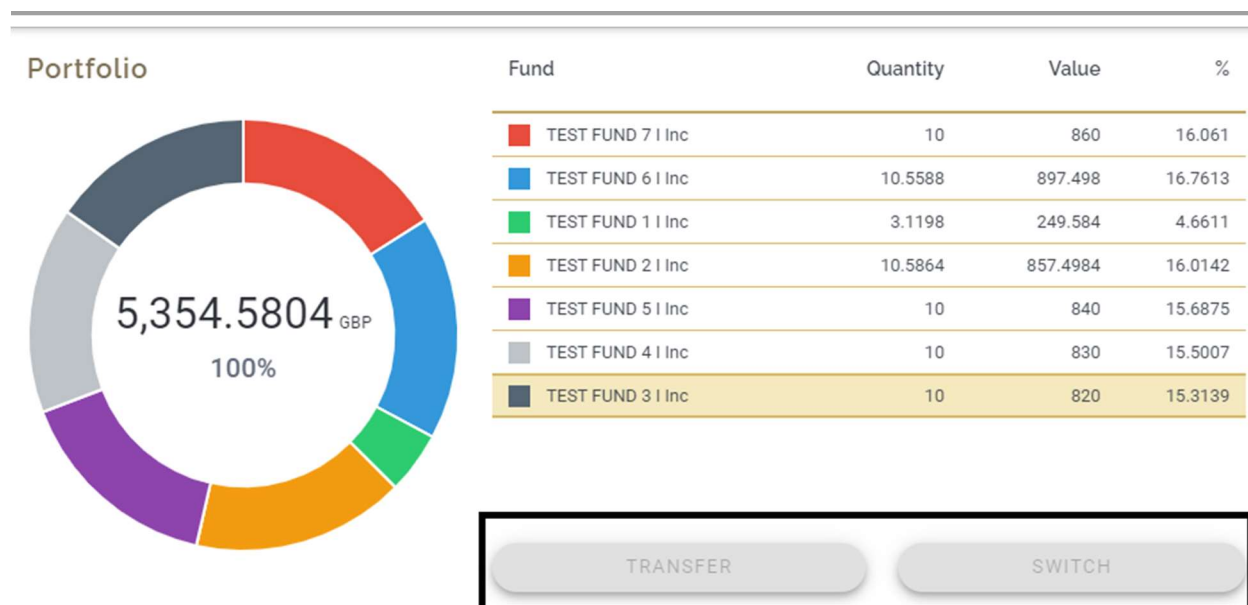 Portfolio
5,354.5804 GBP
100%
Fund Quantity Value %
TEST FUND 7 I Inc 10 860 16.061
TEST FUND 6 I Inc 10.5588 897.498 16.7613
TEST FUND 1 I Inc 3.1198 249.584 4.6611
TEST FUND 2 I Inc 10.5864 857.4984 16.0142
TEST FUND 5 I Inc 10 840 15.6875
TEST FUND 4 I Inc 10 830 15.5007
TEST FUND 3 I Inc 10 820 15.3139
TRANSFER SWITCH